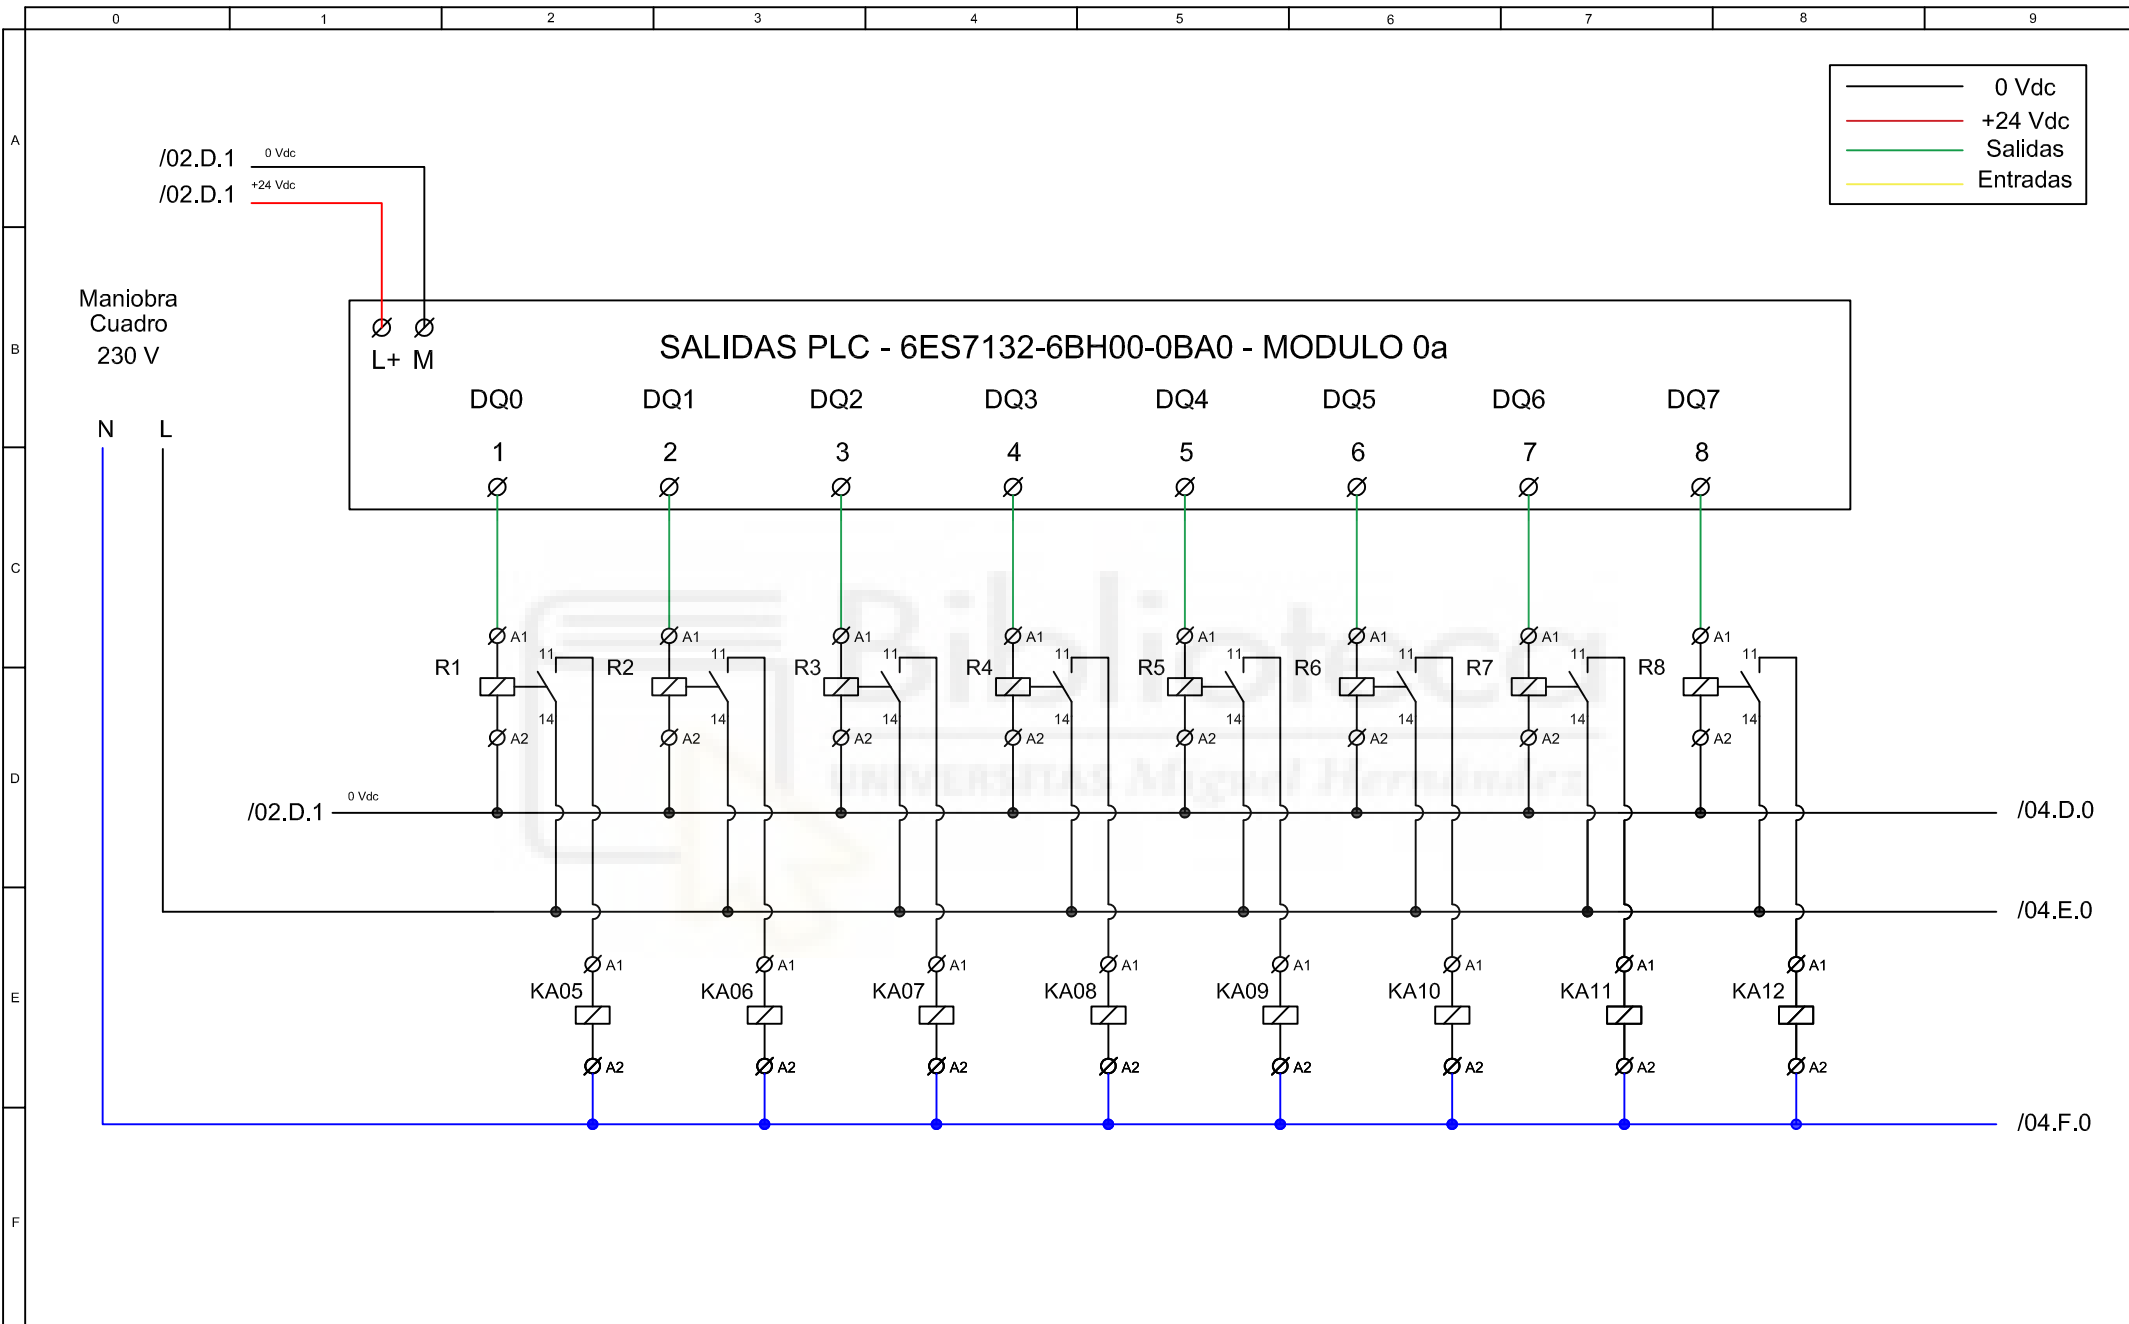 0 1 2 3 4 5 6 7 8 9
0 Vdc
+24 Vdc
Salidas
Entradas
A
/02.D.1 0 Vdc
/02.D.1 +24 Vdc
Maniobra
Cuadro
230 V
B
L+ M
SALIDAS PLC - 6ES7132-6BH00-0BA0 - MODULO 0a
DQ0 DQ1 DQ2 DQ3 DQ4 DQ5 DQ6 DQ7
N L
1 2 3 4 5 6 7 8
C
Biblioteca
A1 A1 A1 A1 A1 A1 A1 A1
11 11 11 11 11 11 11 11
R1 R2 R3 R4 R5 R6 R7 R8
14 14 14 14 14 14 14 14
A2 A2 A2 A2 A2 A2 A2 A2
UNIVERSITAS Miguel Hernández
D
/02.D.1 0 Vdc /04.D.0
/04.E.0
A1 A1 A1 A1 A1 A1 A1 A1
KA05 KA06 KA07 KA08 KA09 KA10 KA11 KA12
E
A2 A2 A2 A2 A2 A2 A2 A2
/04.F.0
F